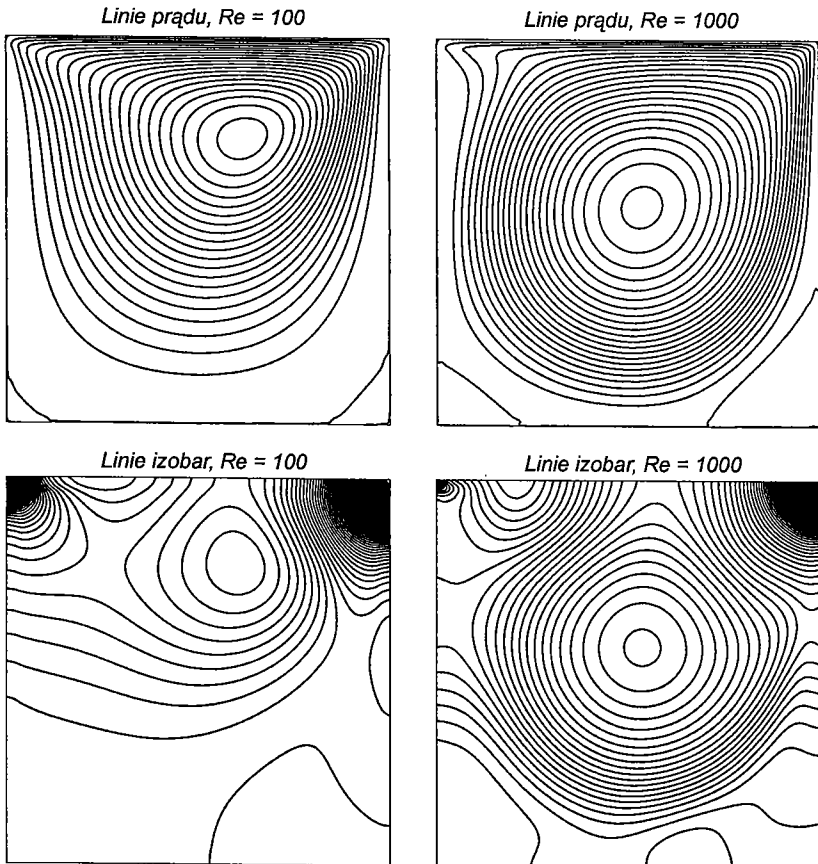 Linie prądu, Re = 100
Linie prądu, Re = 1000
Linie izobar, Re = 100
Linie izobar, Re = 1000